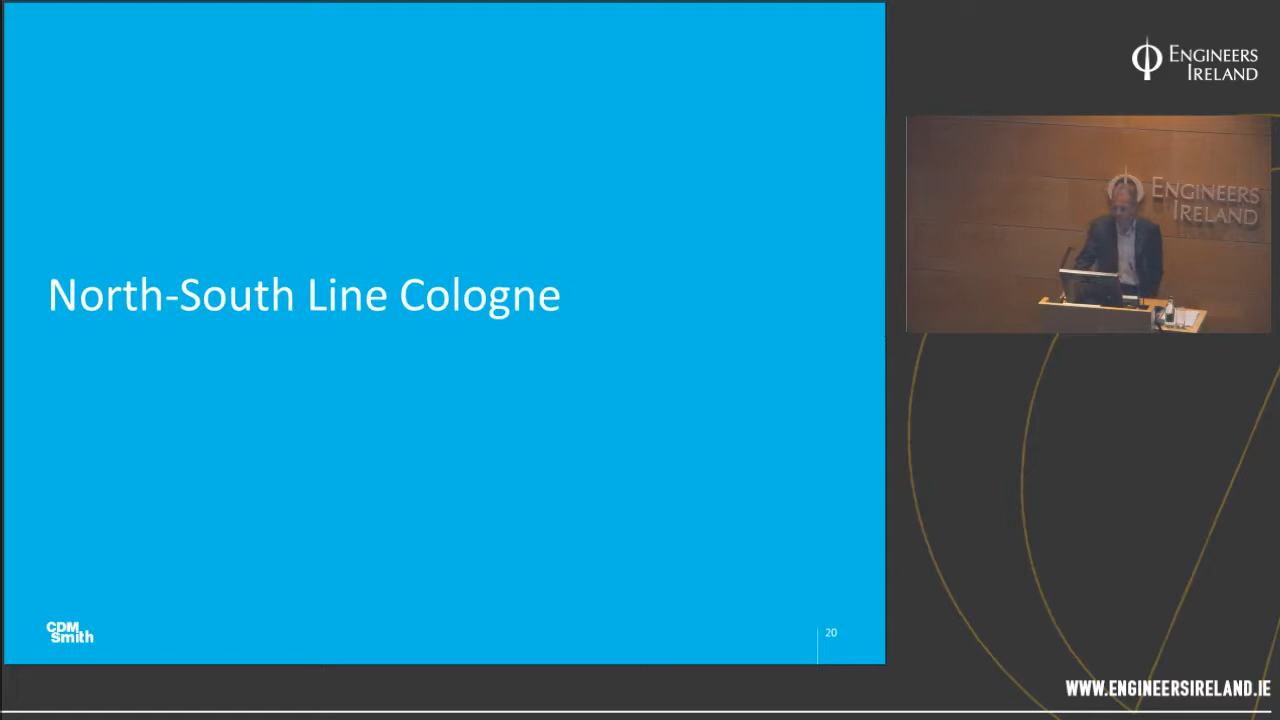 North-South Line Cologne
CDM
Smith
20
ENGINEERS
IRELAND
ENGINEERS
IRELAND
WWW.ENGINEERSIRELAND.IE